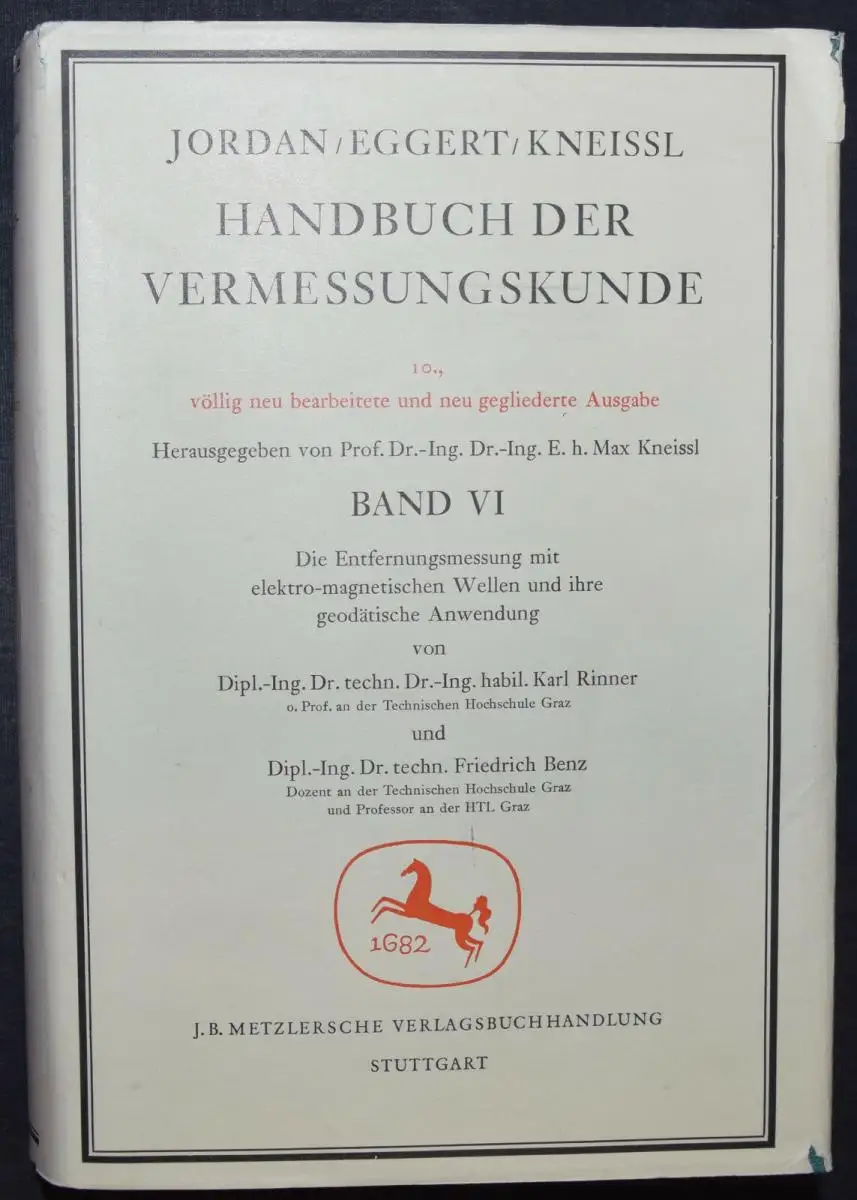 JORDAN / EGGERT / KNEISSL
HANDBUCH DER
VERMESSUNGSKUNDE
10.,
völlig neu bearbeitete und neu gegliederte Ausgabe
Herausgegeben von Prof. Dr.-Ing. Dr.-Ing. E. h. Max Kneissl
BAND VI
Die Entfernungsmessung mit
elektro-magnetischen Wellen und ihre
geodätische Anwendung
von
Dipl.-Ing. Dr. techn. Dr.-Ing. habil. Karl Rinner
o. Prof. an der Technischen Hochschule Graz
und
Dipl.-Ing. Dr. techn. Friedrich Benz
Dozent an der Technischen Hochschule Graz
und Professor an der HTL Graz
1682
J. B. METZLERSCHE VERLAGSBUCHHANDLUNG
STUTTGART